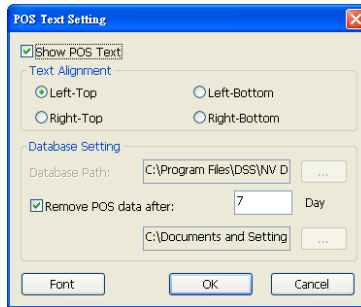 POS Text Setting
Show POS Text
Text Alignment
Left-Top Left-Bottom
Right-Top Right-Bottom
Database Setting
Database Path: C:\Program Files\DSS\NV D ...
Remove POS data after: 7 Day
C:\Documents and Setting ...
Font OK Cancel